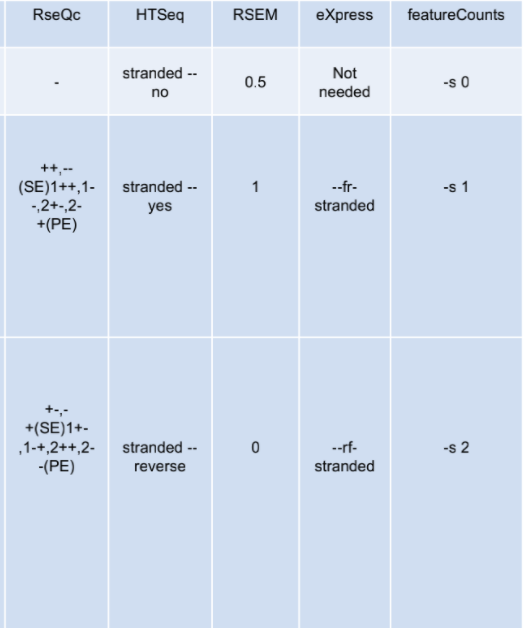 RseQc HTSeq RSEM eXpress featureCounts
- stranded -- 0.5 Not -s 0
no needed
++,--
(SE)1++,1- stranded -- 1 --fr- -s 1
-,2+-,2- yes stranded
+(PE)
+-,-
+(SE)1+-
,1-+,2++,2- stranded -- 0 --rf- -s 2
-(PE) reverse stranded